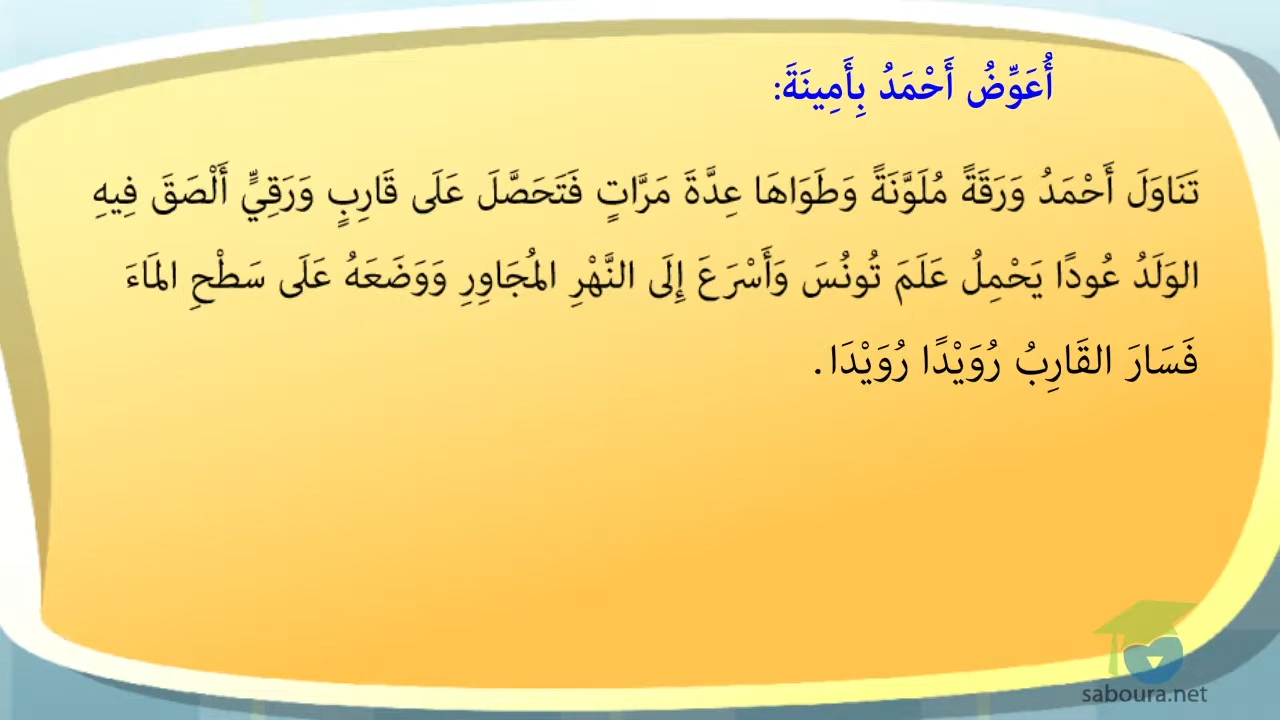 أُعَوِّضُ أَحْمَدُ بِأَمِينَةَ:
تَنَاوَلَ أَحْمَدُ وَرَقَةً مُلَوَّنَةً وَطَوَاهَا عِدَّةَ مَرَّاتٍ فَتَحَصَّلَ عَلَى قَارِبٍ وَرَقِيٍّ أَلْصَقَ فِيهِ
الوَلَدُ عُودًا يَحْمِلُ عَلَمَ تُونُسَ وَأَسْرَعَ إِلَى النَّهْرِ المُجَاوِرِ وَوَضَعَهُ عَلَى سَطْحِ المَاءَ
فَسَارَ القَارِبُ رُوَيْدًا رُوَيْدَا.
saboura.net